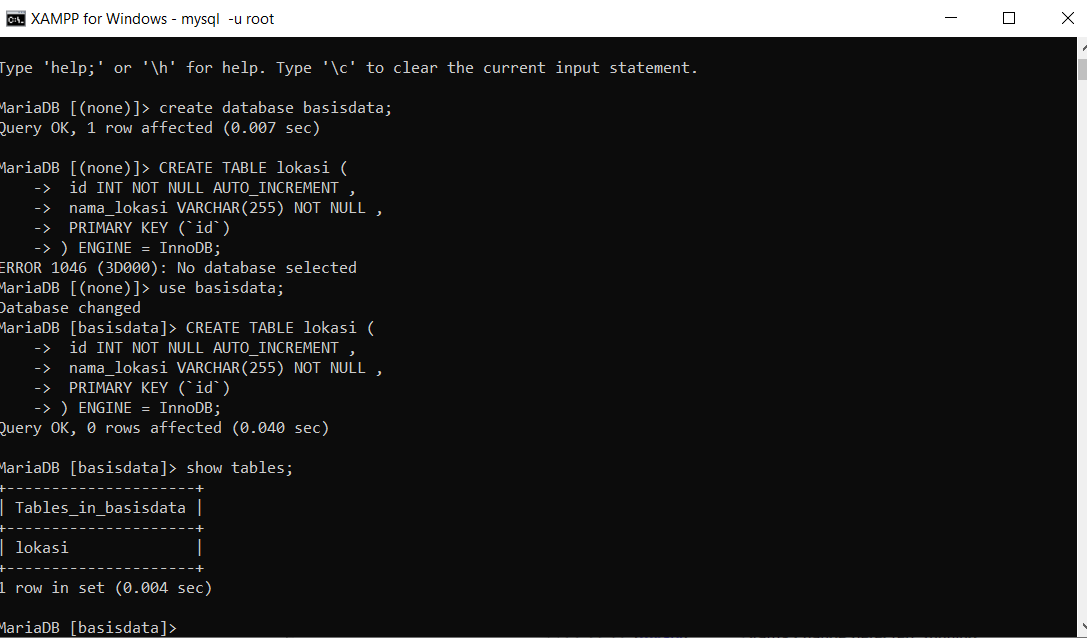 XAMPP for Windows - mysql  -u root
Type 'help;' or '\h' for help. Type '\c' to clear the current input statement.
MariaDB [(none)]> create database basisdata;
Query OK, 1 row affected (0.007 sec)
MariaDB [(none)]> CREATE TABLE lokasi (
    ->  id INT NOT NULL AUTO_INCREMENT ,
    ->  nama_lokasi VARCHAR(255) NOT NULL ,
    ->  PRIMARY KEY (`id`)
    -> ) ENGINE = InnoDB;
ERROR 1046 (3D000): No database selected
MariaDB [(none)]> use basisdata;
Database changed
MariaDB [basisdata]> CREATE TABLE lokasi (
    ->  id INT NOT NULL AUTO_INCREMENT ,
    ->  nama_lokasi VARCHAR(255) NOT NULL ,
    ->  PRIMARY KEY (`id`)
    -> ) ENGINE = InnoDB;
Query OK, 0 rows affected (0.040 sec)
MariaDB [basisdata]> show tables;
+---------------------+
| Tables_in_basisdata |
+---------------------+
| lokasi              |
+---------------------+
1 row in set (0.004 sec)
MariaDB [basisdata]>